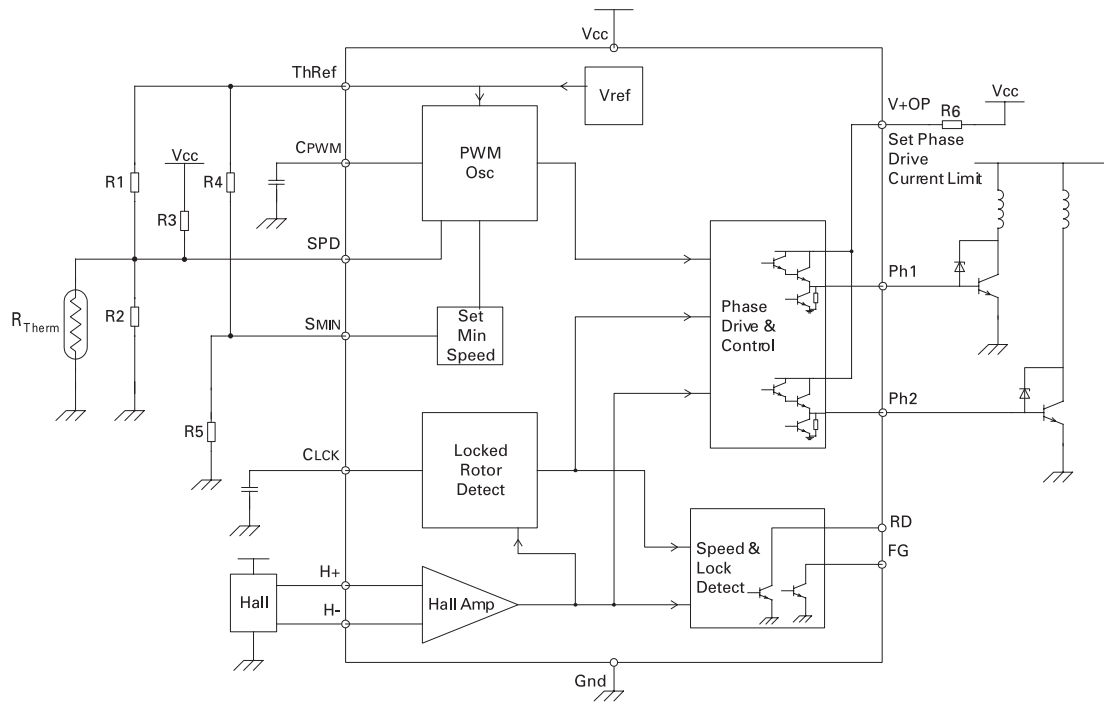 Vcc
ThRef
Vref
V+OP
R6
Vcc
Set Phase
Drive
Current Limit
CPWM
PWM
Osc
R1
Vcc
R4
R3
SPD
RTherm
R2
SMIN
Set
Min
Speed
Phase
Drive &
Control
Ph1
Ph2
R5
CLCK
Locked
Rotor
Detect
Speed &
Lock
Detect
RD
FG
Hall
H+
H-
Hall Amp
Gnd